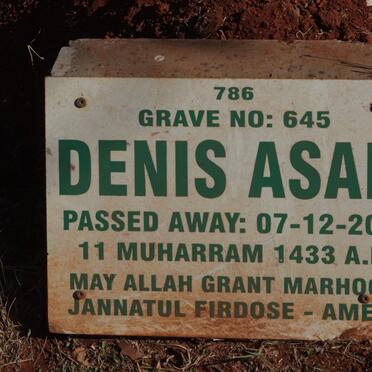 786
GRAVE NO: 645
DENIS ASA
PASSED AWAY: 07-12-20
11 MUHARRAM 1433 A.
MAY ALLAH GRANT MARHOO
JANNATUL FIRDOSE - AME